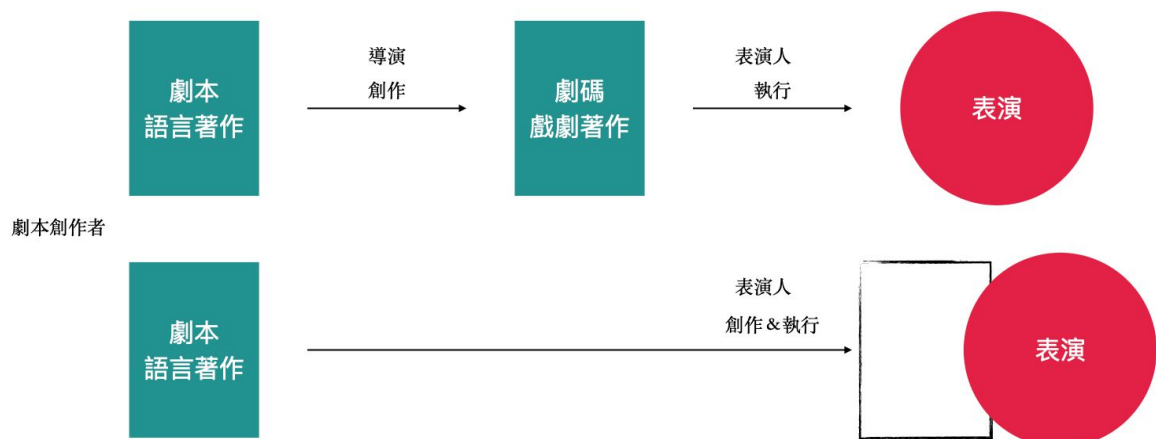 劇本
語言著作
導演
創作
劇碼
戲劇著作
表演人
執行
表演
劇本創作者
劇本
語言著作
表演人
創作＆執行
表演